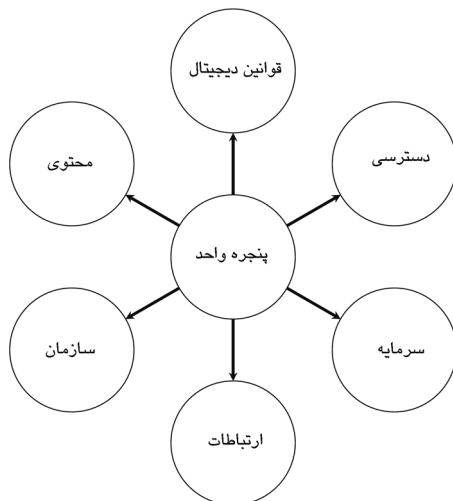 قوانین دیجیتال
دسترسی
محتوی
پنجره واحد
سرمایه
سازمان
ارتباطات